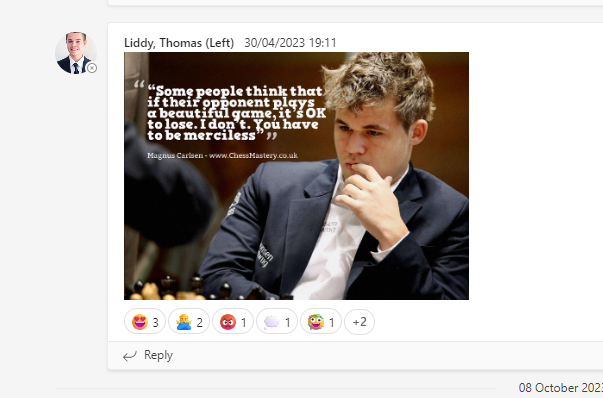 Liddy, Thomas (Left) 30/04/2023 19:11
“Some people think that
if their opponent plays
a beautiful game, it's OK
to lose. I don't. You have
to be merciless”
Magnus Carlsen - www.ChessMastery.co.uk
3
2
1
1
1
+2
Reply
08 October 2023